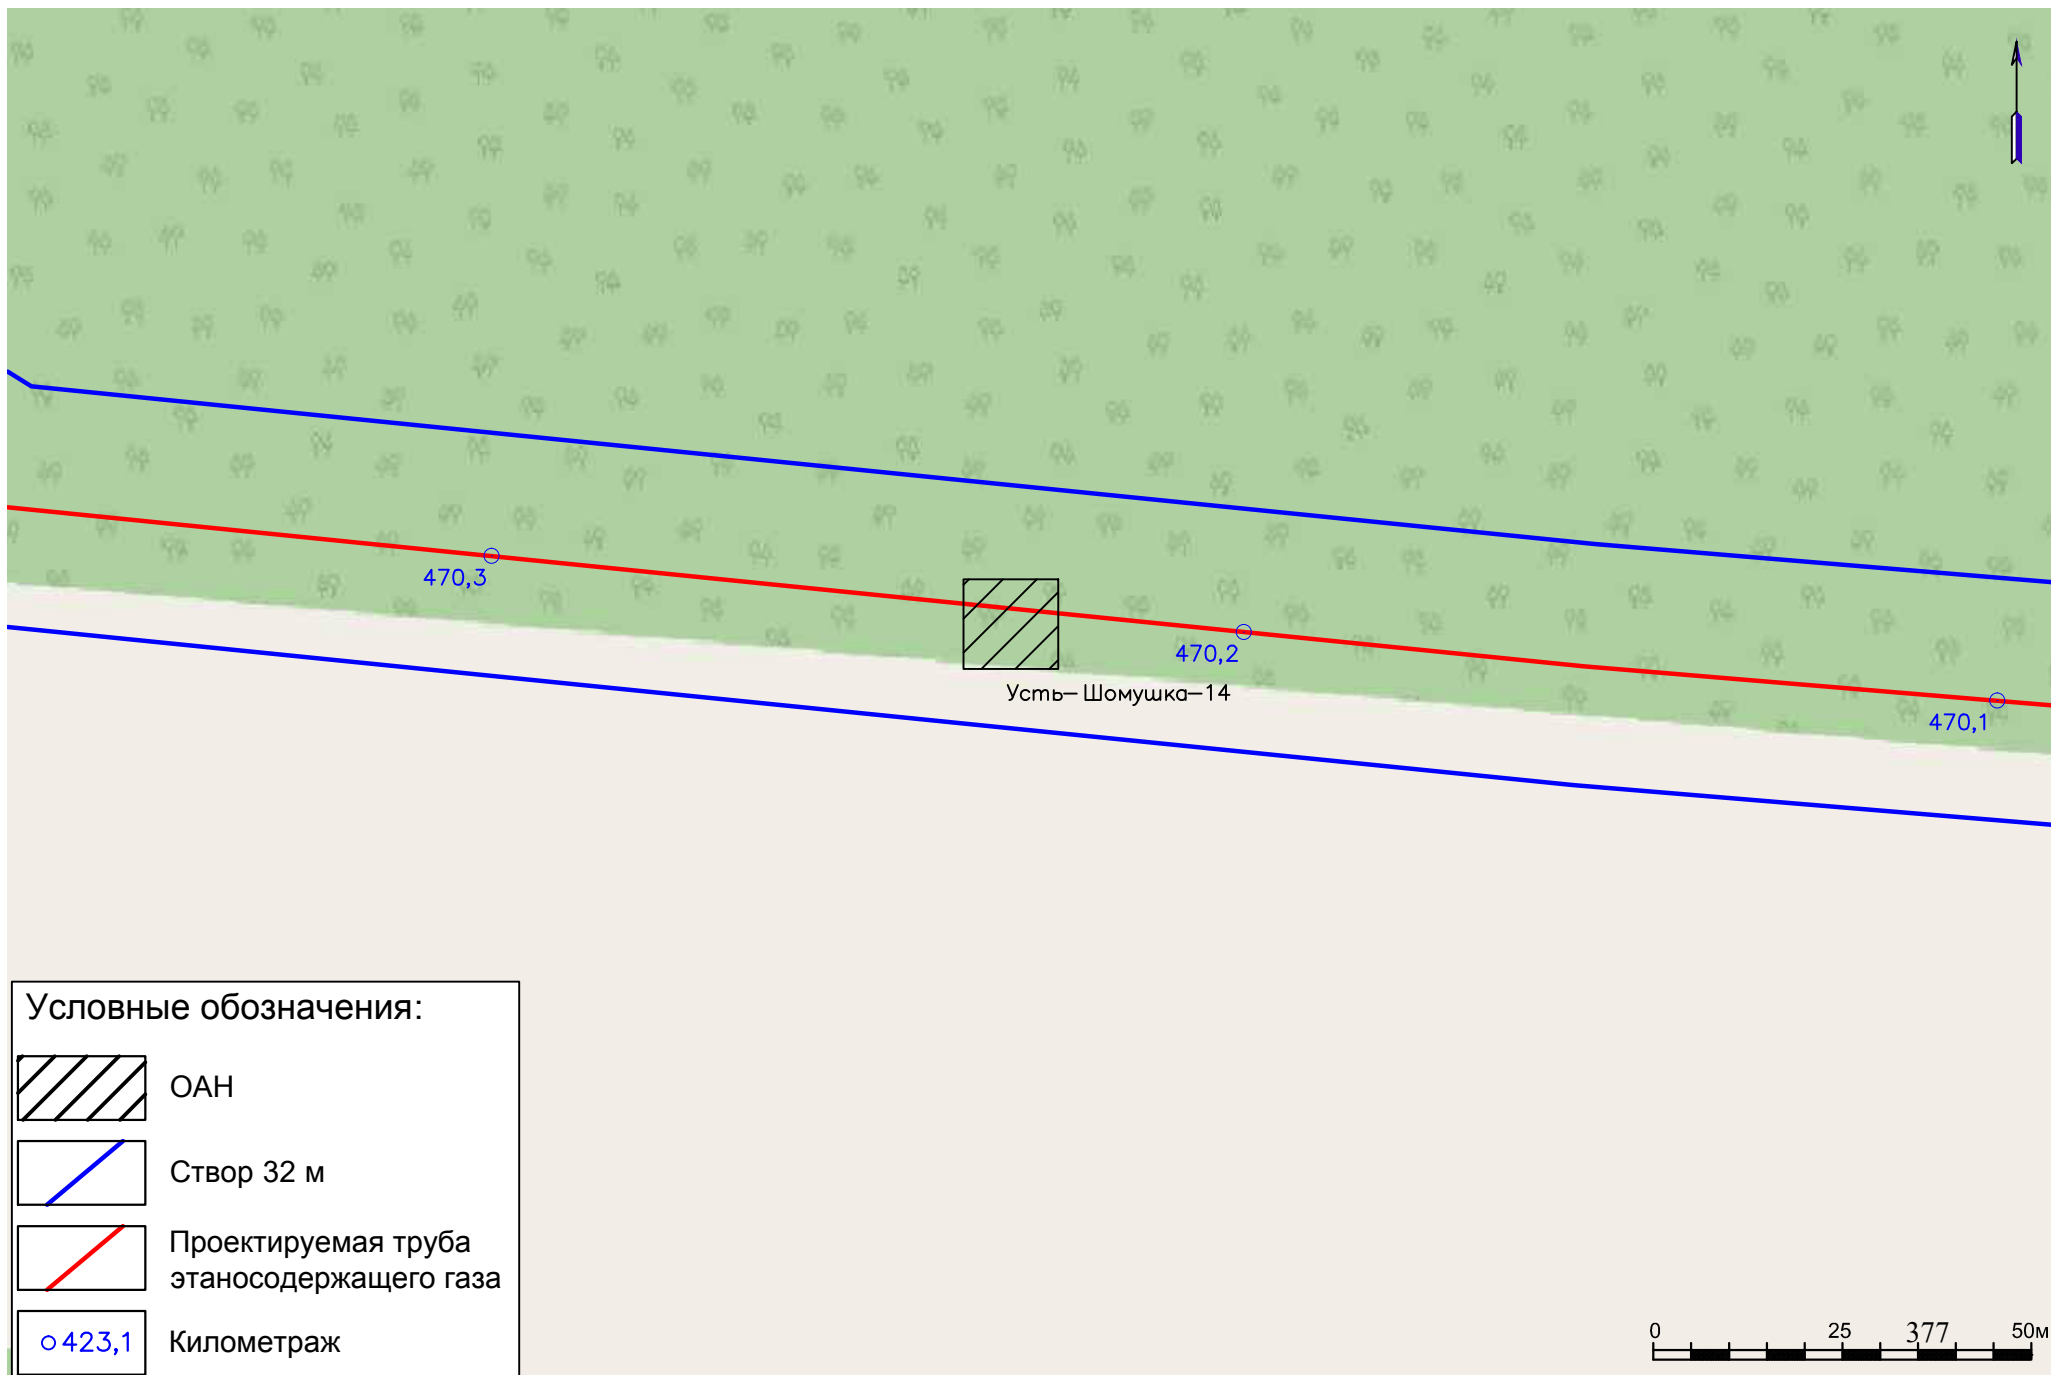 470,3
470,2
Усть-Шомушка-14
470,1
Условные обозначения:
ОАН
Створ 32 м
Проектируемая труба
этаносодержащего газа
423,1 Километраж
0 25 377 50м